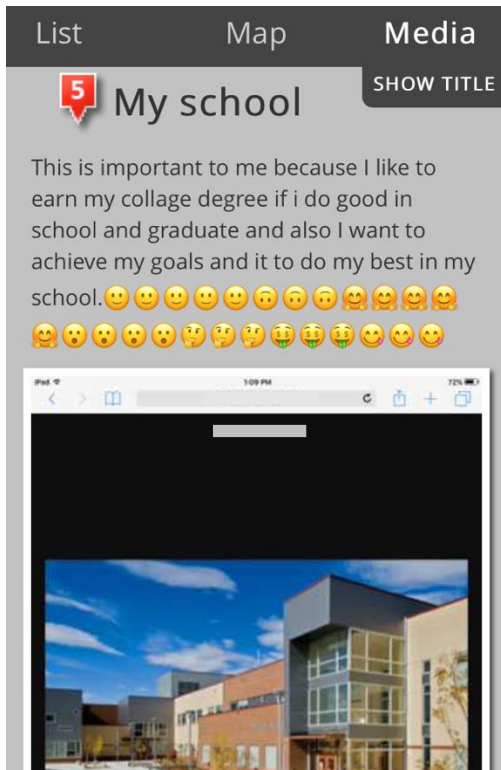 List Map Media
SHOW TITLE
5 My school
This is important to me because I like to
earn my collage degree if i do good in
school and graduate and also I want to
achieve my goals and it to do my best in my
school.🙂🙂🙂🙂🙂🙃🙃🙃🤗🤗🤗🤗
🤗😮😮😮😮🤔🤔🤔🤑🤑🤑😋😋😋
iPad 1:09 PM 72%